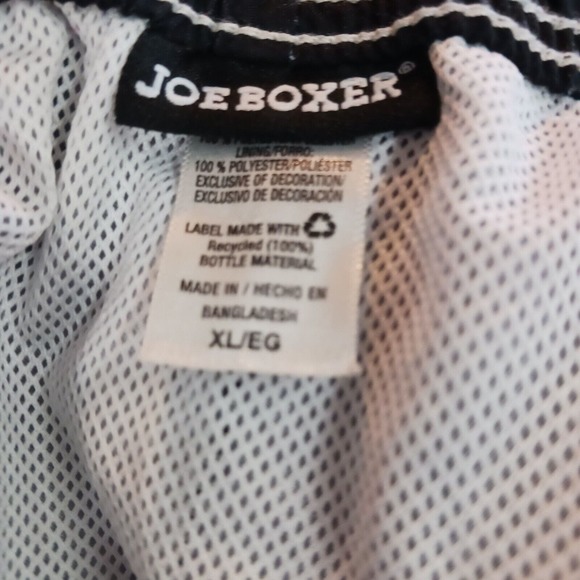 JOE BOXER®
LINING/FORRO:
100 % POLYESTER/POLIÉSTER
EXCLUSIVE OF DECORATION/
EXCLUSIVO DE DECORACIÓN
LABEL MADE WITH
Recycled (100%)
BOTTLE MATERIAL
MADE IN / HECHO EN
BANGLADESH
XL/EG